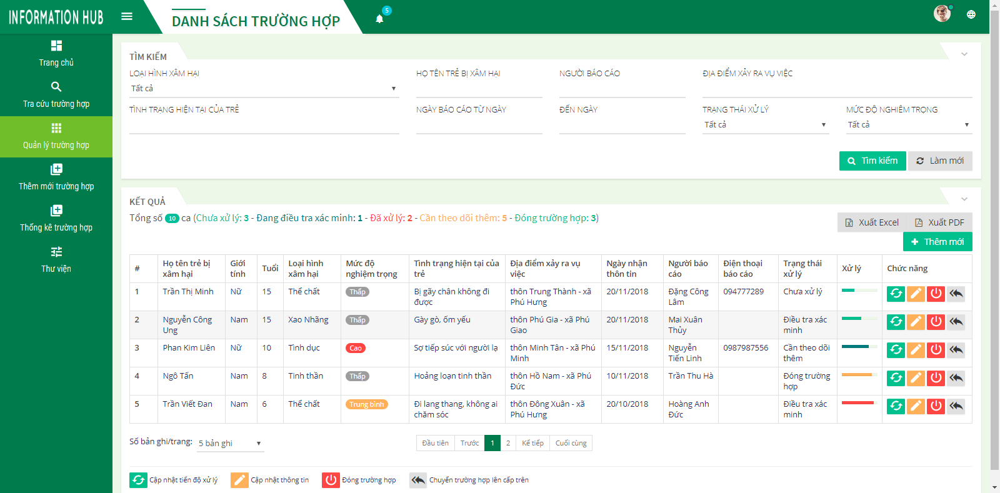 INFORMATION HUB
DANH SÁCH TRƯỜNG HỢP
5
Trang chủ
Tra cứu trường hợp
Quản lý trường hợp
Thêm mới trường hợp
Thống kê trường hợp
Thư viện
TÌM KIẾM
LOẠI HÌNH XÂM HẠI
HỌ TÊN TRẺ BỊ XÂM HẠI
NGƯỜI BÁO CÁO
ĐỊA ĐIỂM XẢY RA VỤ VIỆC
Tất cả
TÌNH TRẠNG HIỆN TẠI CỦA TRẺ
NGÀY BÁO CÁO TỪ NGÀY
ĐẾN NGÀY
TRẠNG THÁI XỬ LÝ
MỨC ĐỘ NGHIÊM TRỌNG
Tất cả
Tất cả
Tìm kiếm
Làm mới
KẾT QUẢ
Tổng số 10 ca (Chưa xử lý: 3 - Đang điều tra xác minh: 1 - Đã xử lý: 2 - Cần theo dõi thêm: 5 - Đóng trường hợp: 3)
Xuất Excel
Xuất PDF
Thêm mới
# Họ tên trẻ bị xâm hại Giới tính Tuổi Loại hình xâm hại Mức độ nghiệm trọng Tình trạng hiện tại của trẻ Địa điểm xảy ra vụ việc Ngày nhận thôn tin Người báo cáo Điện thoại báo cáo Trạng thái xử lý Xử lý Chức năng
1 Trần Thị Minh Nữ 15 Thể chất Thấp Bị gãy chân không đi được thôn Trung Thành - xã Phú Hưng 20/11/2018 Đặng Công Lâm 094777289 Chưa xử lý
2 Nguyễn Công Ung Nam 15 Xao Nhãng Thấp Gày gò, ốm yếu thôn Phú Gia - xã Phú Giao 20/11/2018 Mai Xuân Thủy Điều tra xác minh
3 Phan Kim Liên Nữ 10 Tình dục Cao Sợ tiếp súc với người lạ thôn Minh Tân - xã Phú Minh 15/11/2018 Nguyễn Tiến Linh 0987987556 Cần theo dõi thêm
4 Ngô Tấn Nam 8 Tinh thần Thấp Hoảng loạn tinh thần thôn Hồ Nam - xã Phú Đức 10/11/2018 Trần Thu Hà Đóng trường hợp
5 Trần Viết Đan Nam 6 Thể chất Trung bình Đi lang thang, không ai chăm sóc thôn Đông Xuân - xã Phú Hưng 20/10/2018 Hoàng Anh Đức Điều tra xác minh
Số bản ghi/trang: 5 bản ghi
Đầu tiên Trước 1 2 Kế tiếp Cuối cùng
Cập nhật tiến độ xử lý
Cập nhật thông tin
Đóng trường hợp
Chuyển trường hợp lên cấp trên